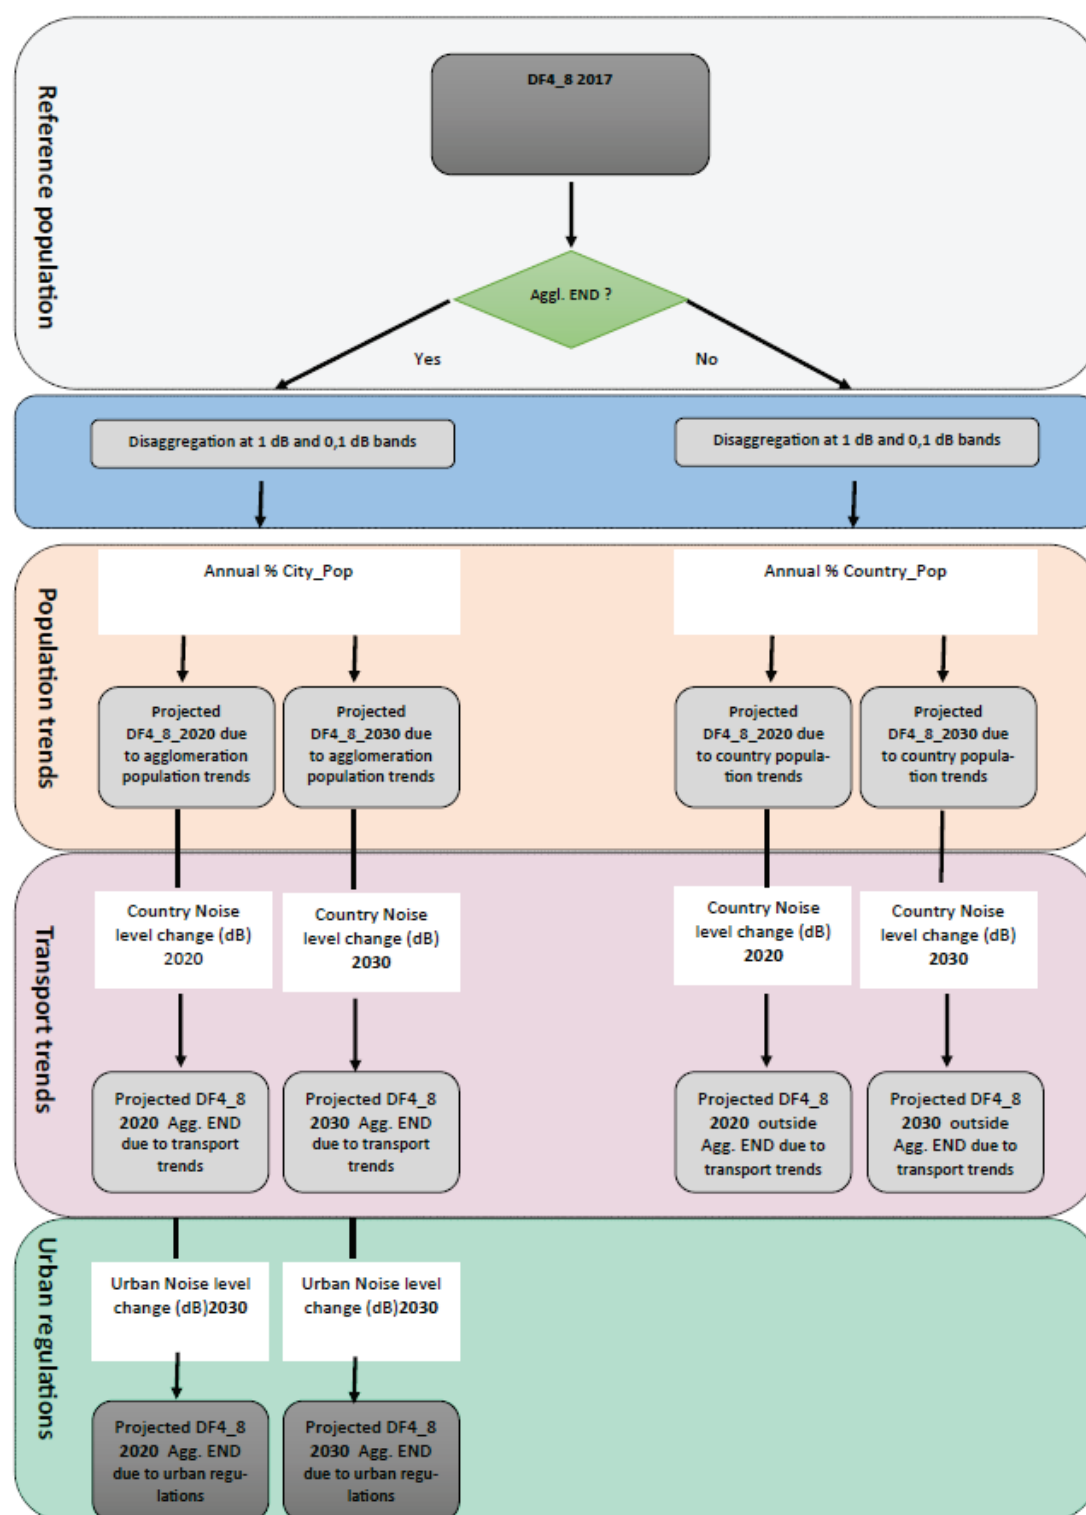 Reference population
DF4_8 2017
Aggl. END ?
Yes
No
Disaggregation at 1 dB and 0,1 dB bands
Disaggregation at 1 dB and 0,1 dB bands
Population trends
Annual % City_Pop
Annual % Country_Pop
Projected
DF4_8_2020 due
to agglomeration
population trends
Projected
DF4_8_2030 due
to agglomeration
population trends
Projected
DF4_8_2020 due
to country popula-
tion trends
Projected
DF4_8_2030 due
to country popula-
tion trends
Transport trends
Country Noise
level change (dB)
2020
Country Noise
level change (dB)
2030
Country Noise
level change (dB)
2020
Country Noise
level change (dB)
2030
Projected DF4_8
2020 Agg. END
due to transport
trends
Projected DF4_8
2030 Agg. END
due to transport
trends
Projected DF4_8
2020 outside
Agg. END due to
transport trends
Projected DF4_8
2030 outside
Agg. END due to
transport trends
Urban regulations
Urban Noise level
change (dB)2030
Urban Noise level
change (dB)2030
Projected DF4_8
2020 Agg. END
due to urban regu-
lations
Projected DF4_8
2030 Agg. END
due to urban regu-
lations